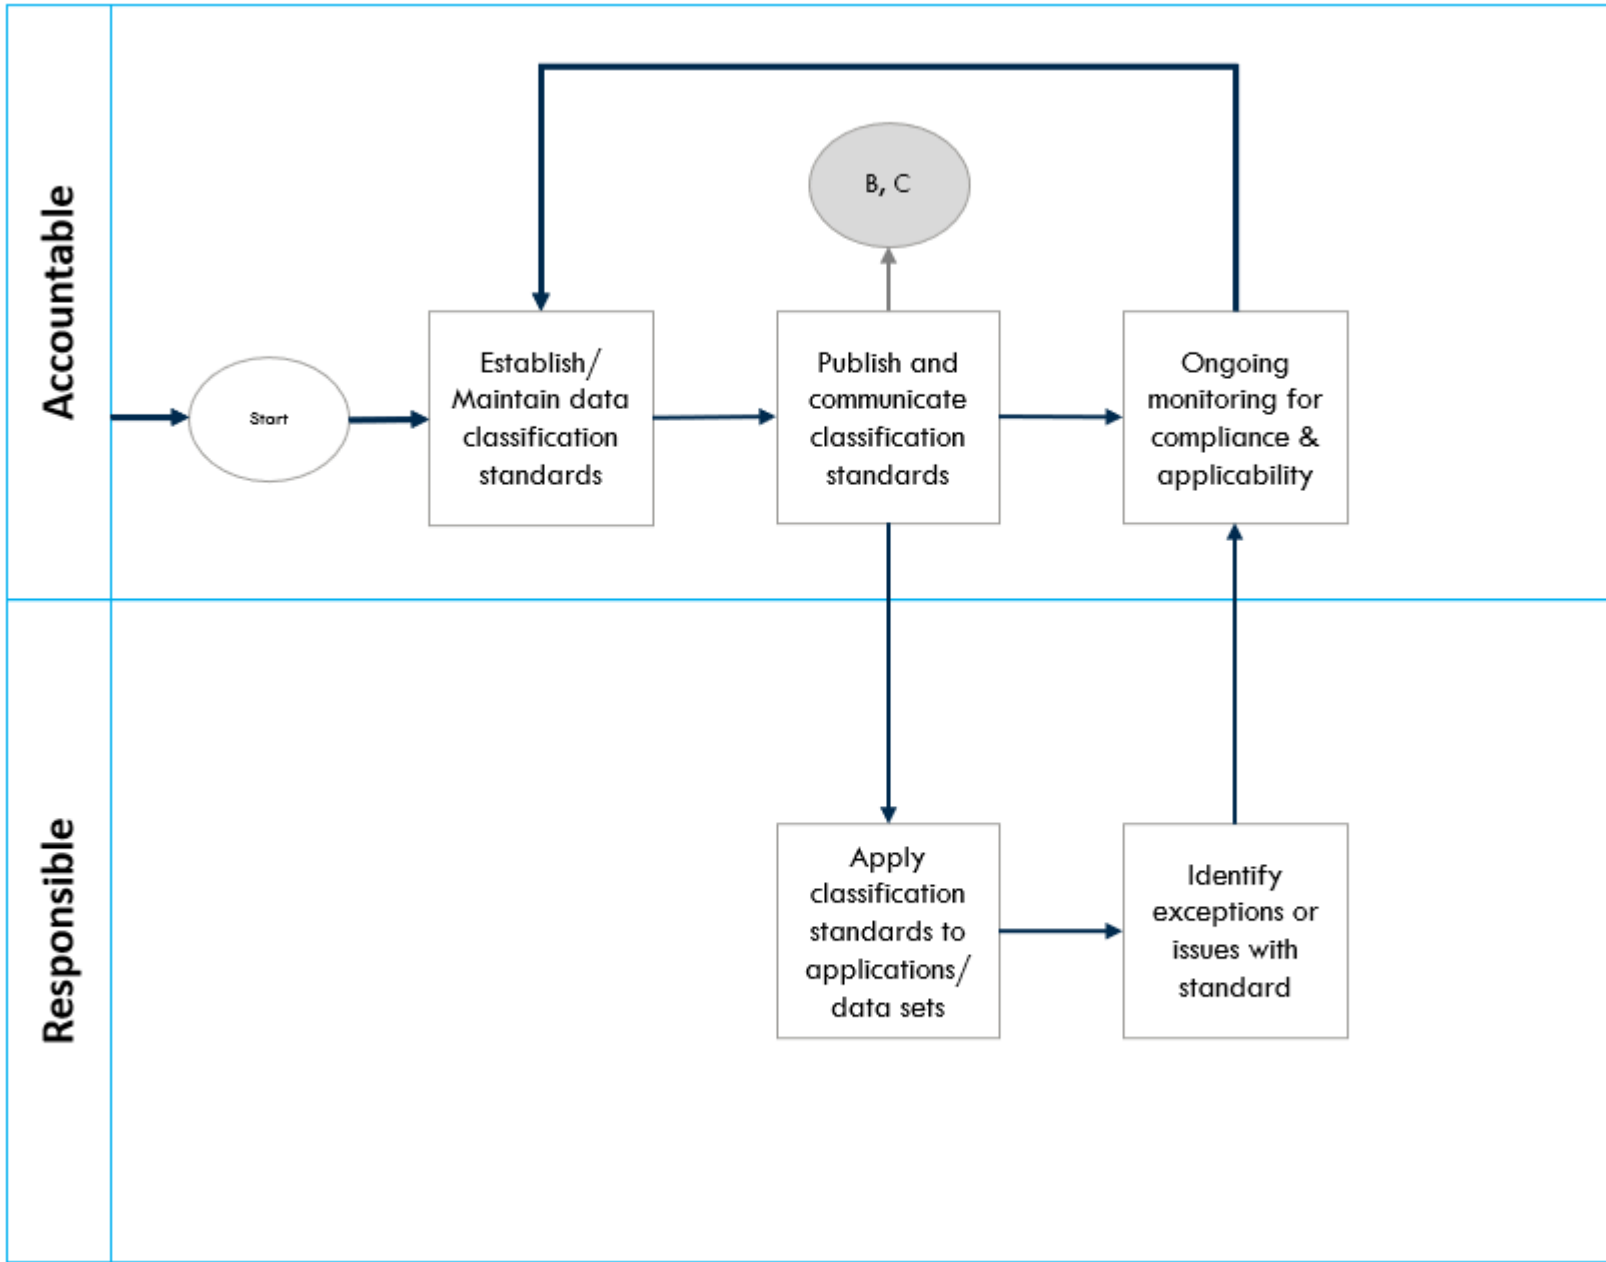 Accountable
B, C
Start
Establish/
Maintain data
classification
standards
Publish and
communicate
classification
standards
Ongoing
monitoring for
compliance &
applicability
Responsible
Apply
classification
standards to
applications/
data sets
Identify
exceptions or
issues with
standard